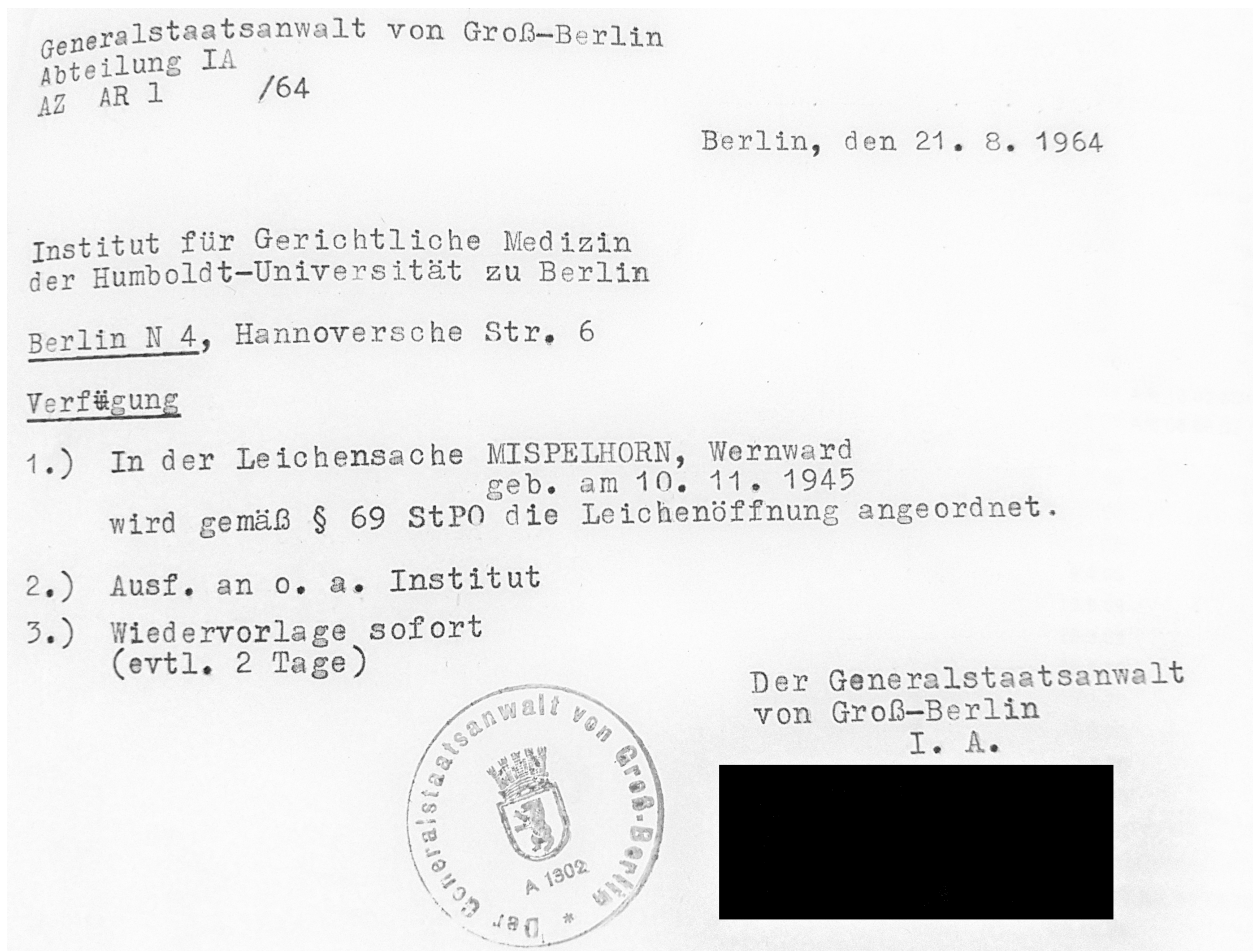 Generalstaatsanwalt von Groß-Berlin
Abteilung IA
AZ AR 1 /64
Berlin, den 21. 8. 1964
Institut für Gerichtliche Medizin
der Humboldt-Universität zu Berlin
Berlin N 4, Hannoversche Str. 6
Verfügung
1.) In der Leichensache MISPELHORN, Wernward
geb. am 10. 11. 1945
wird gemäß § 69 StPO die Leichenöffnung angeordnet.
2.) Ausf. an o. a. Institut
3.) Wiedervorlage sofort
(evtl. 2 Tage)
Der Generalstaatsanwalt
von Groß-Berlin
I. A.
Der Generalstaatsanwalt von Groß-Berlin *
A 1302